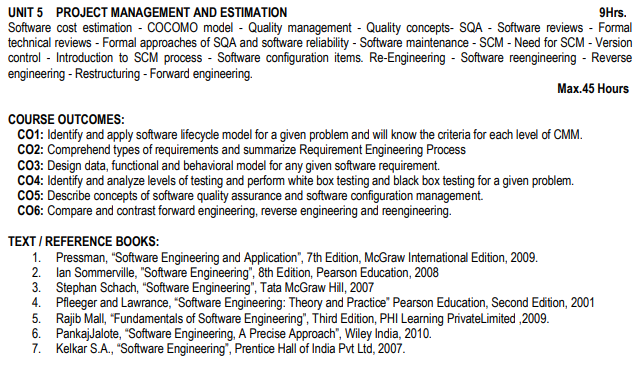 UNIT 5 PROJECT MANAGEMENT AND ESTIMATION 9Hrs.
Software cost estimation - COCOMO model - Quality management - Quality concepts- SQA - Software reviews - Formal
technical reviews - Formal approaches of SQA and software reliability - Software maintenance - SCM - Need for SCM - Version
control - Introduction to SCM process - Software configuration items. Re-Engineering - Software reengineering - Reverse
engineering - Restructuring - Forward engineering.
Max.45 Hours
COURSE OUTCOMES:
CO1: Identify and apply software lifecycle model for a given problem and will know the criteria for each level of CMM.
CO2: Comprehend types of requirements and summarize Requirement Engineering Process
CO3: Design data, functional and behavioral model for any given software requirement.
CO4: Identify and analyze levels of testing and perform white box testing and black box testing for a given problem.
CO5: Describe concepts of software quality assurance and software configuration management.
CO6: Compare and contrast forward engineering, reverse engineering and reengineering.
TEXT / REFERENCE BOOKS:
1. Pressman, “Software Engineering and Application”, 7th Edition, McGraw International Edition, 2009.
2. Ian Sommerville, ”Software Engineering”, 8th Edition, Pearson Education, 2008
3. Stephan Schach, “Software Engineering”, Tata McGraw Hill, 2007
4. Pfleeger and Lawrance, “Software Engineering: Theory and Practice” Pearson Education, Second Edition, 2001
5. Rajib Mall, “Fundamentals of Software Engineering”, Third Edition, PHI Learning PrivateLimited ,2009.
6. PankajJalote, “Software Engineering, A Precise Approach”, Wiley India, 2010.
7. Kelkar S.A., “Software Engineering”, Prentice Hall of India Pvt Ltd, 2007.